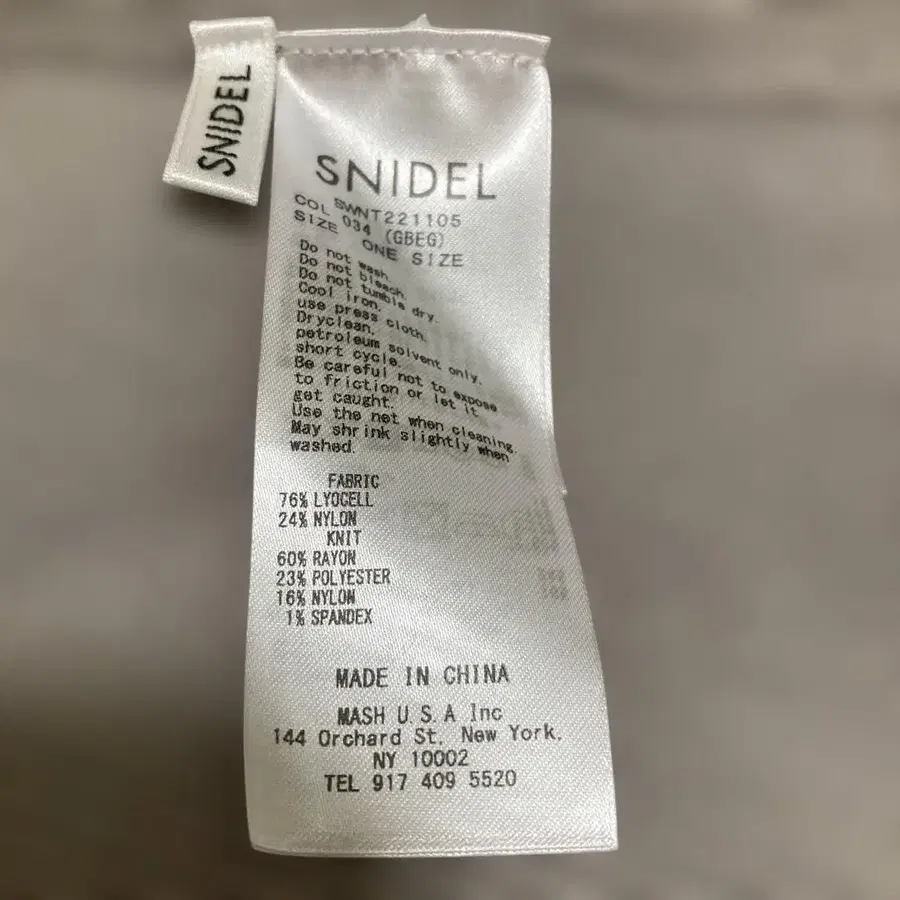 SNIDEL
SNIDEL
SWNT221105
COL 034 (GBEG)
SIZE ONE SIZE
Do not wash.
Do not bleach.
Do not tumble dry.
Cool iron.
use press cloth.
Dryclean.
petroleum solvent only.
short cycle.
Be careful not to expose
to friction or let it
get caught.
Use the net when cleaning.
May shrink slightly when
washed.
FABRIC
76% LYOCELL
24% NYLON
KNIT
60% RAYON
23% POLYESTER
16% NYLON
1% SPANDEX
MADE IN CHINA
MASH U.S.A Inc
144 Orchard St. New York.
NY 10002
TEL 917 409 5520